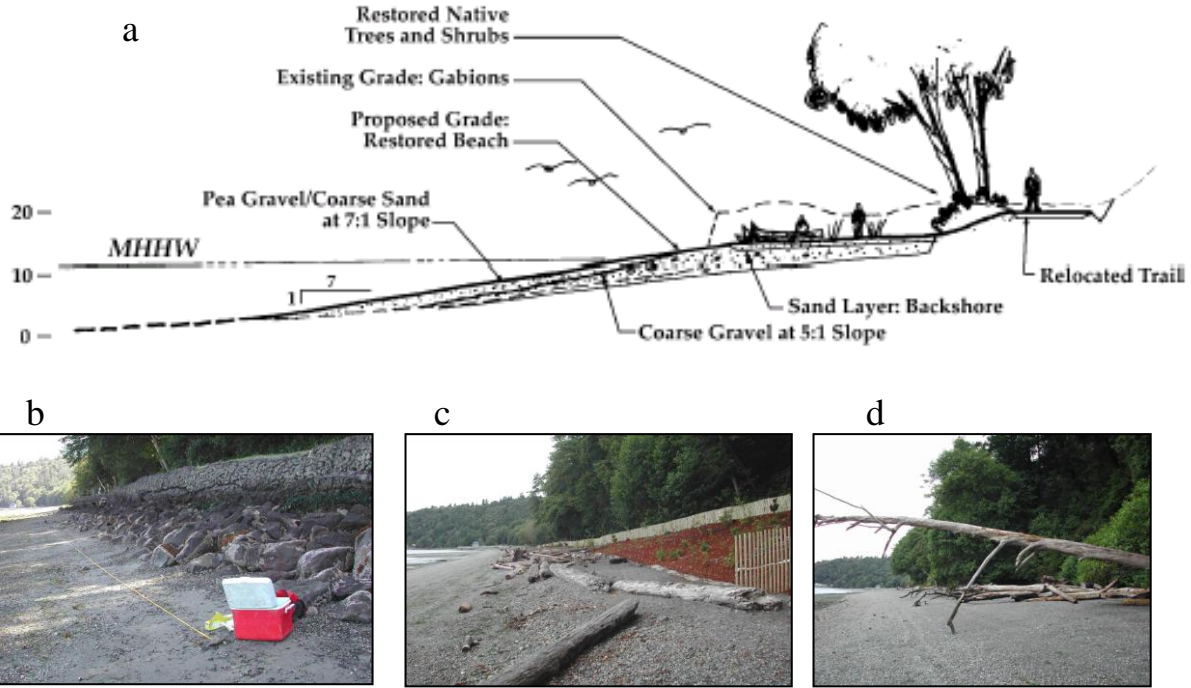 a
Restored Native
Trees and Shrubs
Existing Grade: Gabions
Proposed Grade:
Restored Beach
Pea Gravel/Coarse Sand
at 7:1 Slope
20
MHHW
10
7
1
0
Relocated Trail
Sand Layer: Backshore
Coarse Gravel at 5:1 Slope
b
c
d